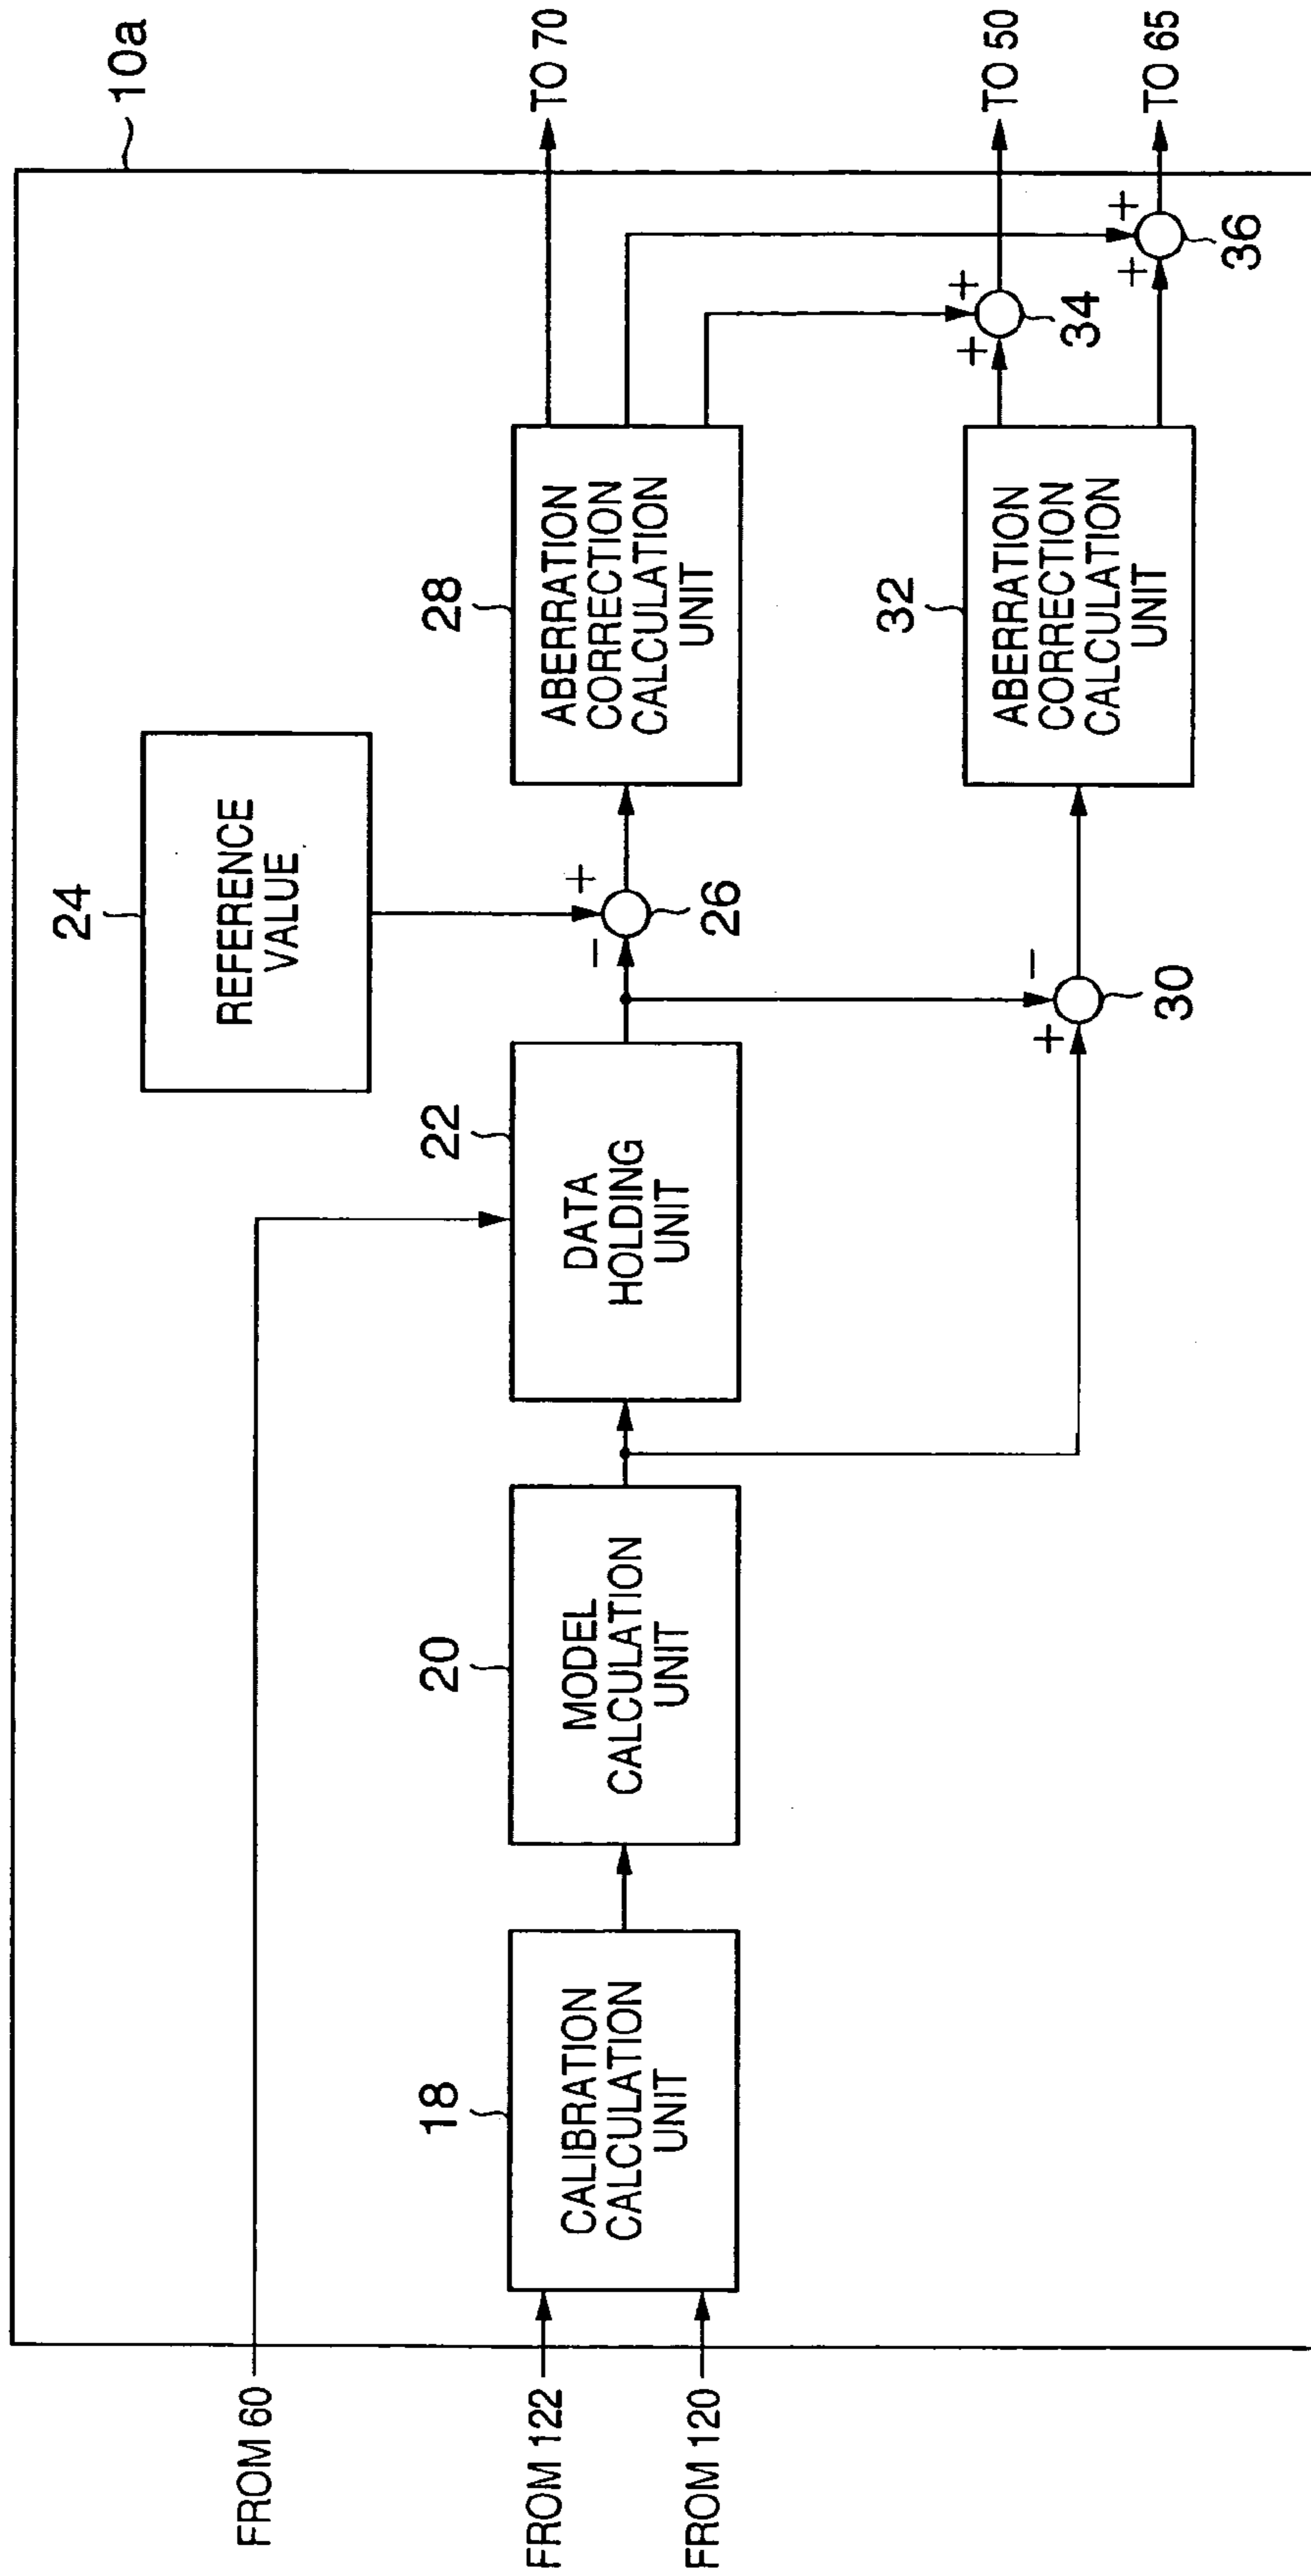 10a
FROM 60
FROM 122
FROM 120
18
CALIBRATION
CALCULATION
UNIT
20
MODEL
CALCULATION
UNIT
22
DATA
HOLDING
UNIT
24
REFERENCE
VALUE
+
−
26
+
−
30
28
ABERRATION
CORRECTION
CALCULATION
UNIT
32
ABERRATION
CORRECTION
CALCULATION
UNIT
+
+
34
+
+
36
TO 70
TO 50
TO 65